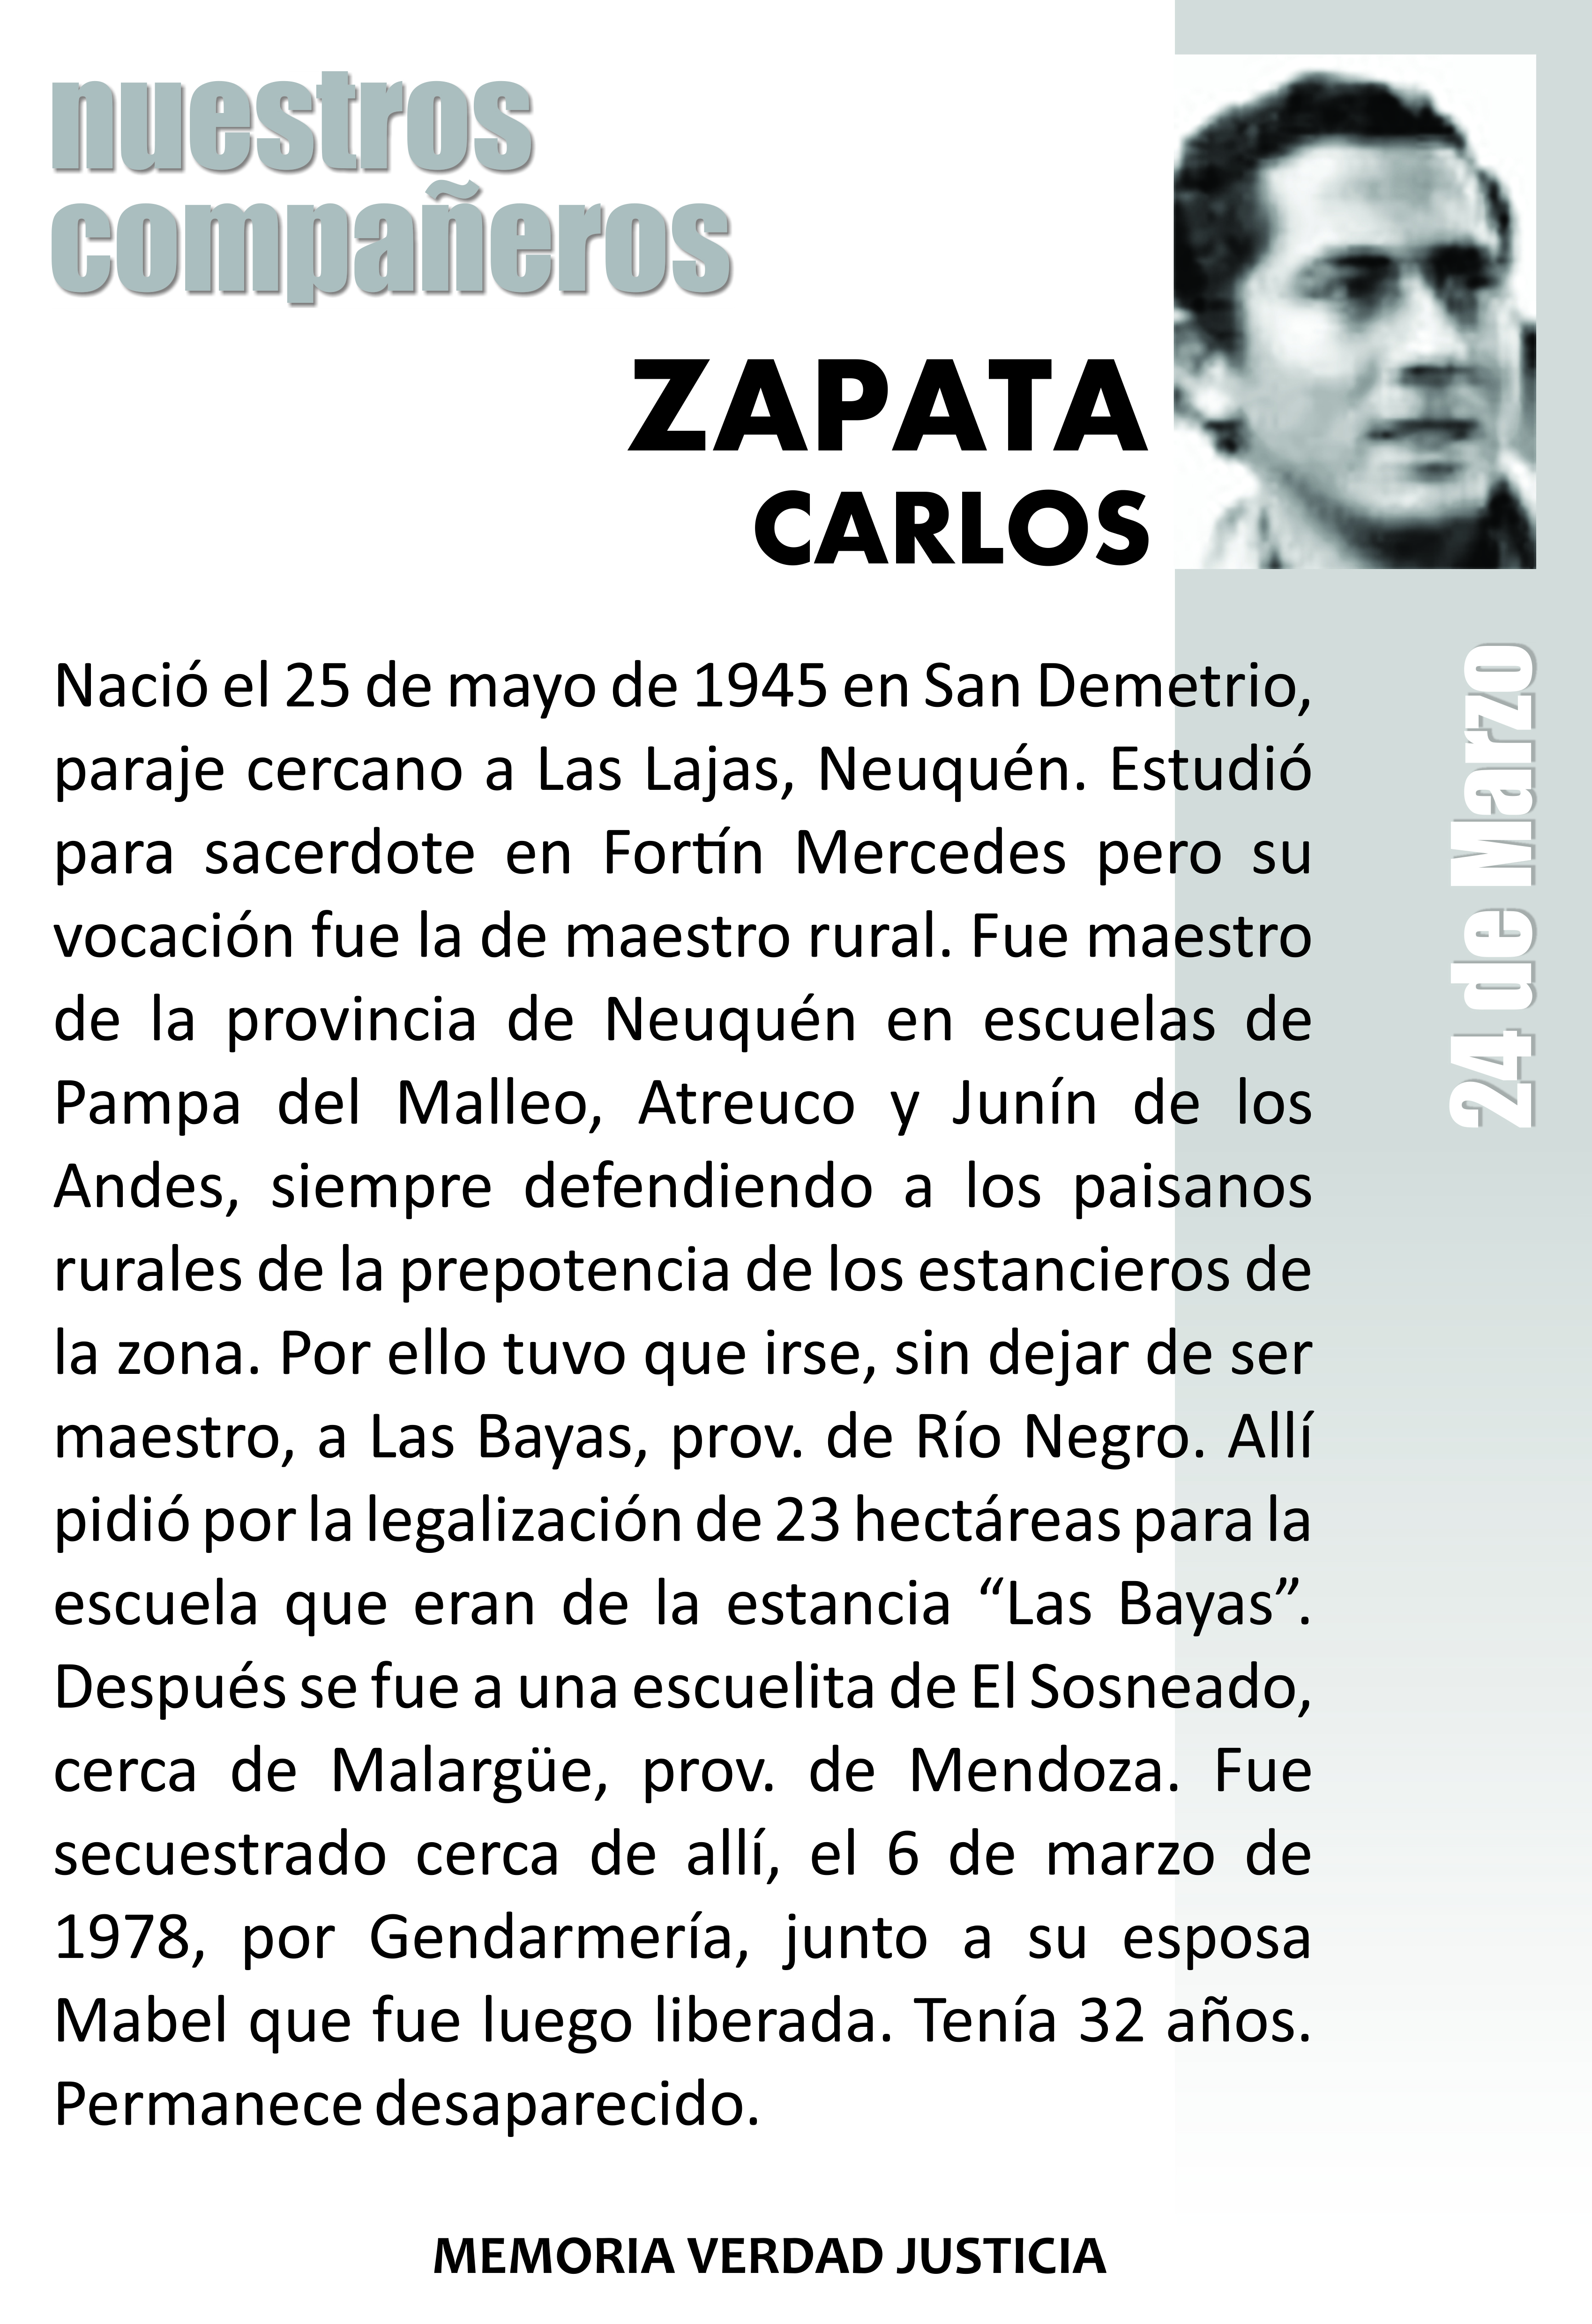 nuestros
compañeros
ZAPATA
CARLOS
24 de Marzo
Nació el 25 de mayo de 1945 en San Demetrio,
paraje cercano a Las Lajas, Neuquén. Estudió
para sacerdote en Fortín Mercedes pero su
vocación fue la de maestro rural. Fue maestro
de la provincia de Neuquén en escuelas de
Pampa del Malleo, Atreuco y Junín de los
Andes, siempre defendiendo a los paisanos
rurales de la prepotencia de los estancieros de
la zona. Por ello tuvo que irse, sin dejar de ser
maestro, a Las Bayas, prov. de Río Negro. Allí
pidió por la legalización de 23 hectáreas para la
escuela que eran de la estancia “Las Bayas”.
Después se fue a una escuelita de El Sosneado,
cerca de Malargüe, prov. de Mendoza. Fue
secuestrado cerca de allí, el 6 de marzo de
1978, por Gendarmería, junto a su esposa
Mabel que fue luego liberada. Tenía 32 años.
Permanece desaparecido.
MEMORIA VERDAD JUSTICIA